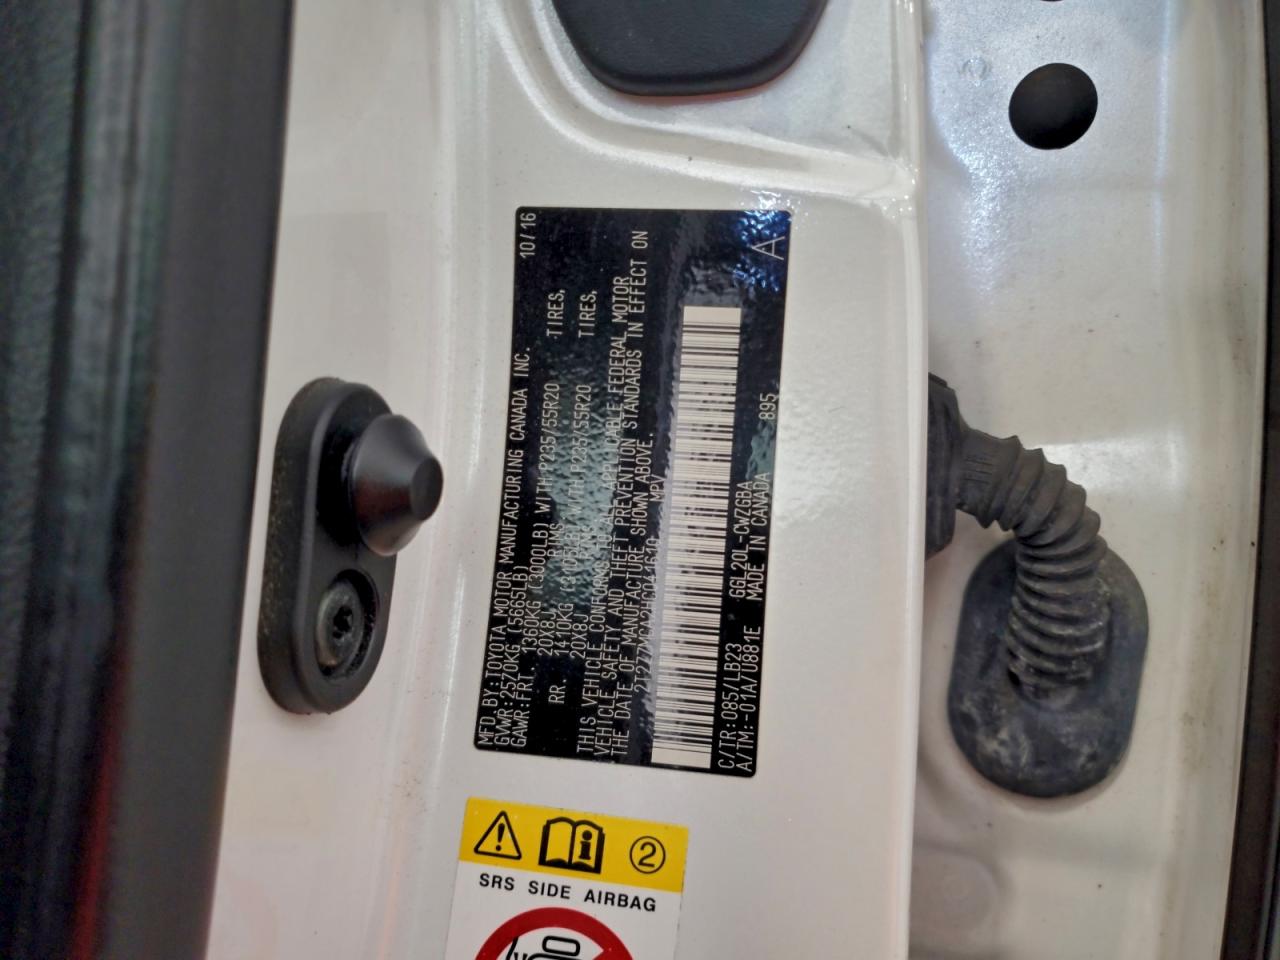 MFD BY:TOYOTA MOTOR MANUFACTURING CANADA INC. 10/16
GVWR:2570KG (5665LB)
GAWR:FRT. 1360KG (3000LB) WITH P235/55R20 TIRES,
20X8J RIMS
RR. 1410KG (3105LB) WITH P235/55R20 TIRES,
20X8J
THIS VEHICLE CONFORMS TO ALL APPLICABLE FEDERAL MOTOR
VEHICLE SAFETY AND THEFT PREVENTION STANDARDS IN EFFECT ON
THE DATE OF MANUFACTURE SHOWN ABOVE.
MPV
A
C/TR:085/LB23 GGL20L-CWZGBA
A/TM:-01A/U881E MADE IN CANADA 895
2
SRS SIDE AIRBAG